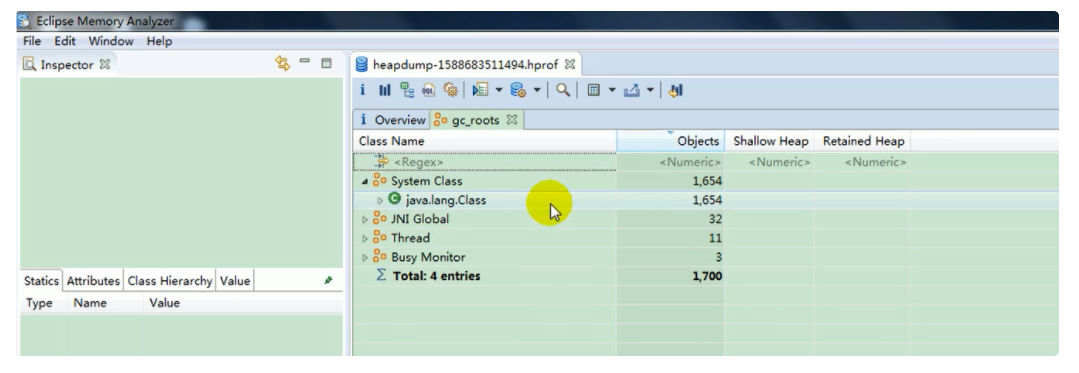 Eclipse Memory Analyzer
File Edit Window Help
Inspector
heapdump-1588683511494.hprof
i Overview gc_roots
Class Name Objects Shallow Heap Retained Heap
<Regex> <Numeric> <Numeric> <Numeric>
System Class 1,654
java.lang.Class 1,654
JNI Global 32
Thread 11
Busy Monitor 3
Σ Total: 4 entries 1,700
Statics Attributes Class Hierarchy Value
Type Name Value